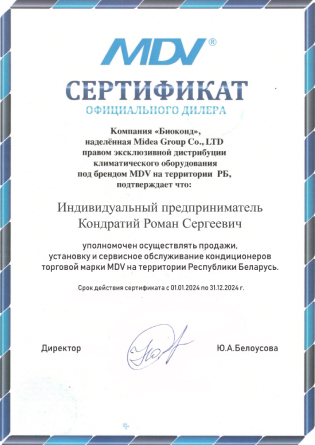 MDV®
СЕРТИФИКАТ
ОФИЦИАЛЬНОГО ДИЛЕРА
Компания «Биоконд»,
наделённая Midea Group Co., LTD
правом эксклюзивной дистрибуции
климатического оборудования
под брендом MDV на территории РБ,
подтверждает что:
Индивидуальный предприниматель
Кондратий Роман Сергеевич
уполномочен осуществлять продажи,
установку и сервисное обслуживание кондиционеров
торговой марки MDV на территории Республики Беларусь.
Срок действия сертификата с 01.01.2024 по 31.12.2024 г.
Директор Ю.А.Белоусова